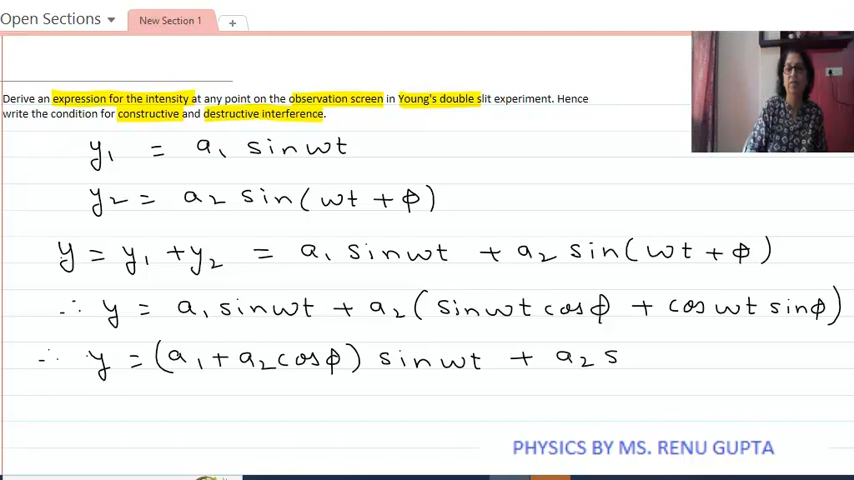 Open Sections
New Section 1
Derive an expression for the intensity at any point on the observation screen in Young's double slit experiment. Hence
write the condition for constructive and destructive interference.
y₁ = a₁ sinωt
y₂ = a₂ sin(ωt + ϕ)
y = y₁ + y₂ = a₁ sinωt + a₂ sin(ωt + ϕ)
∴ y = a₁ sinωt + a₂ (sinωt cosϕ + cosωt sinϕ)
∴ y = (a₁ + a₂ cosϕ) sinωt + a₂ s
PHYSICS BY MS. RENU GUPTA